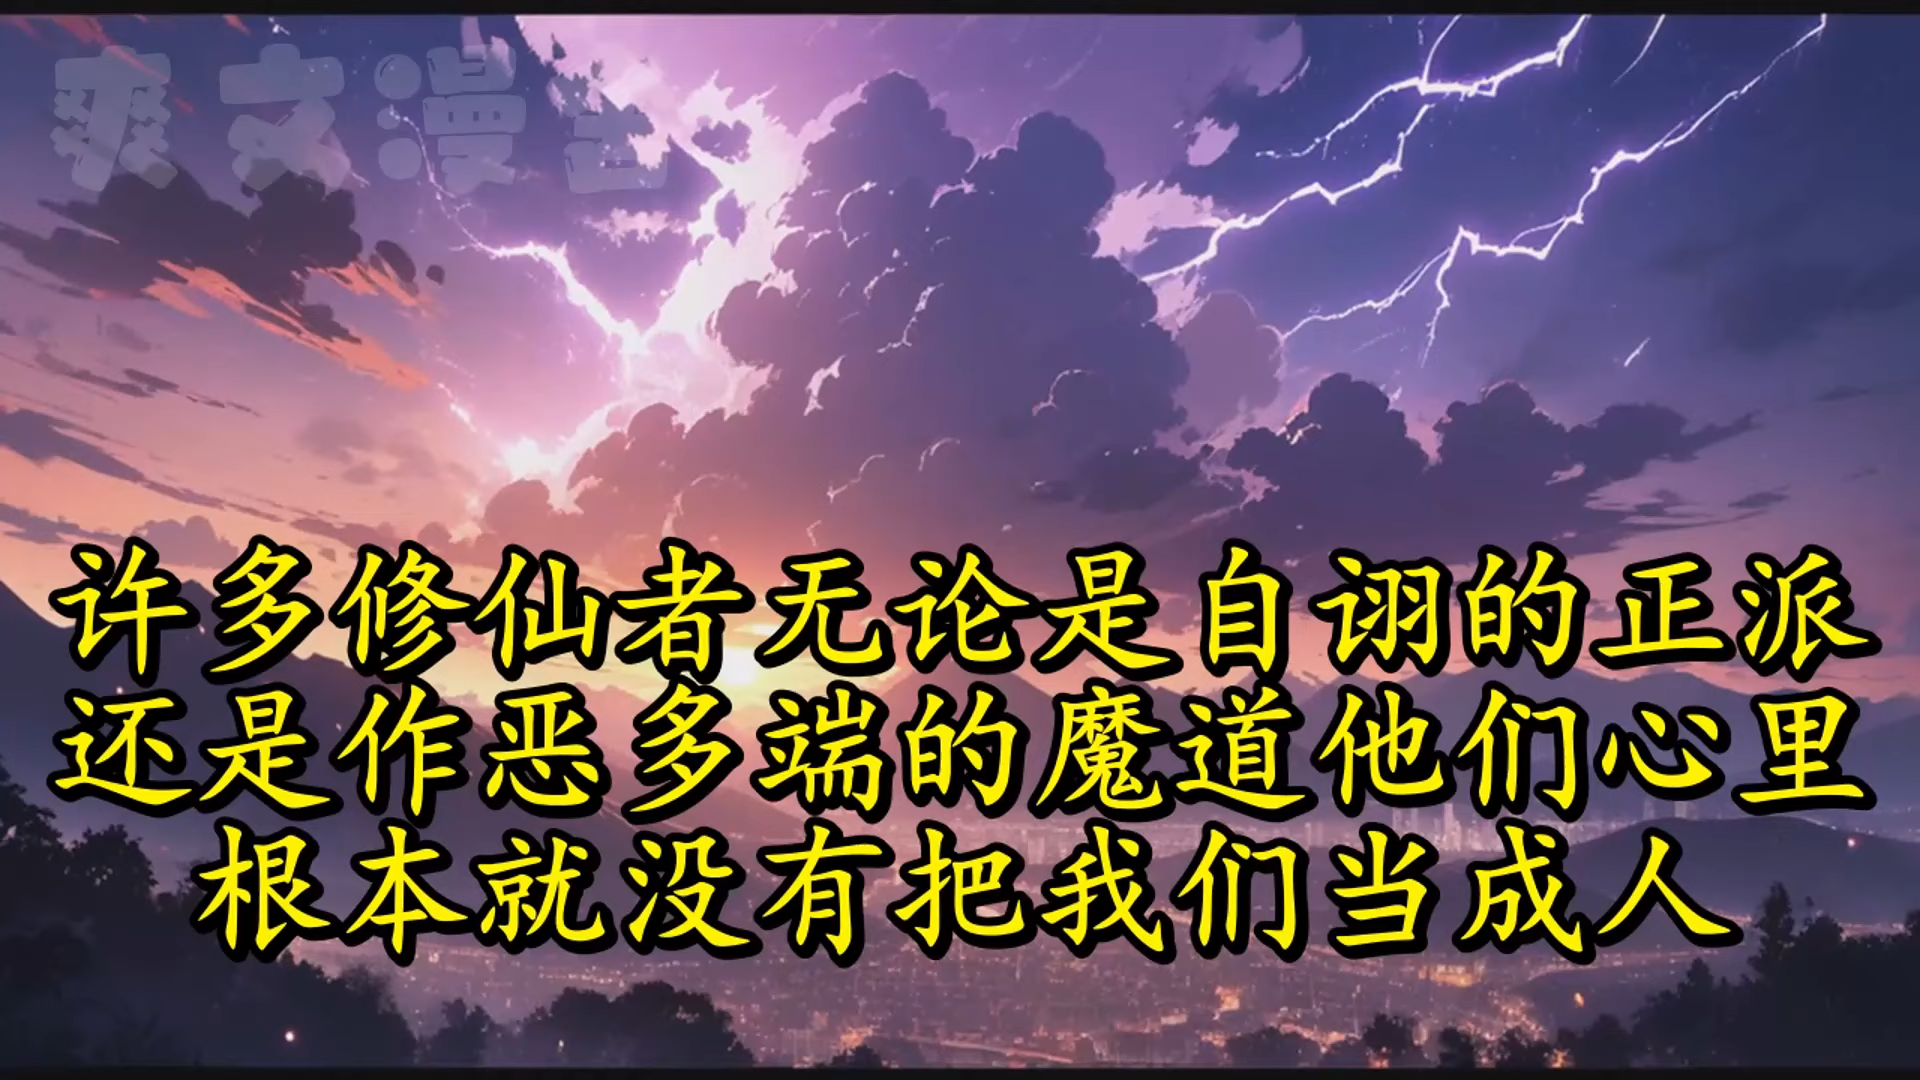 爽文漫
许多修仙者无论是自诩的正派
还是作恶多端的魔道他们心里
根本就没有把我们当成人